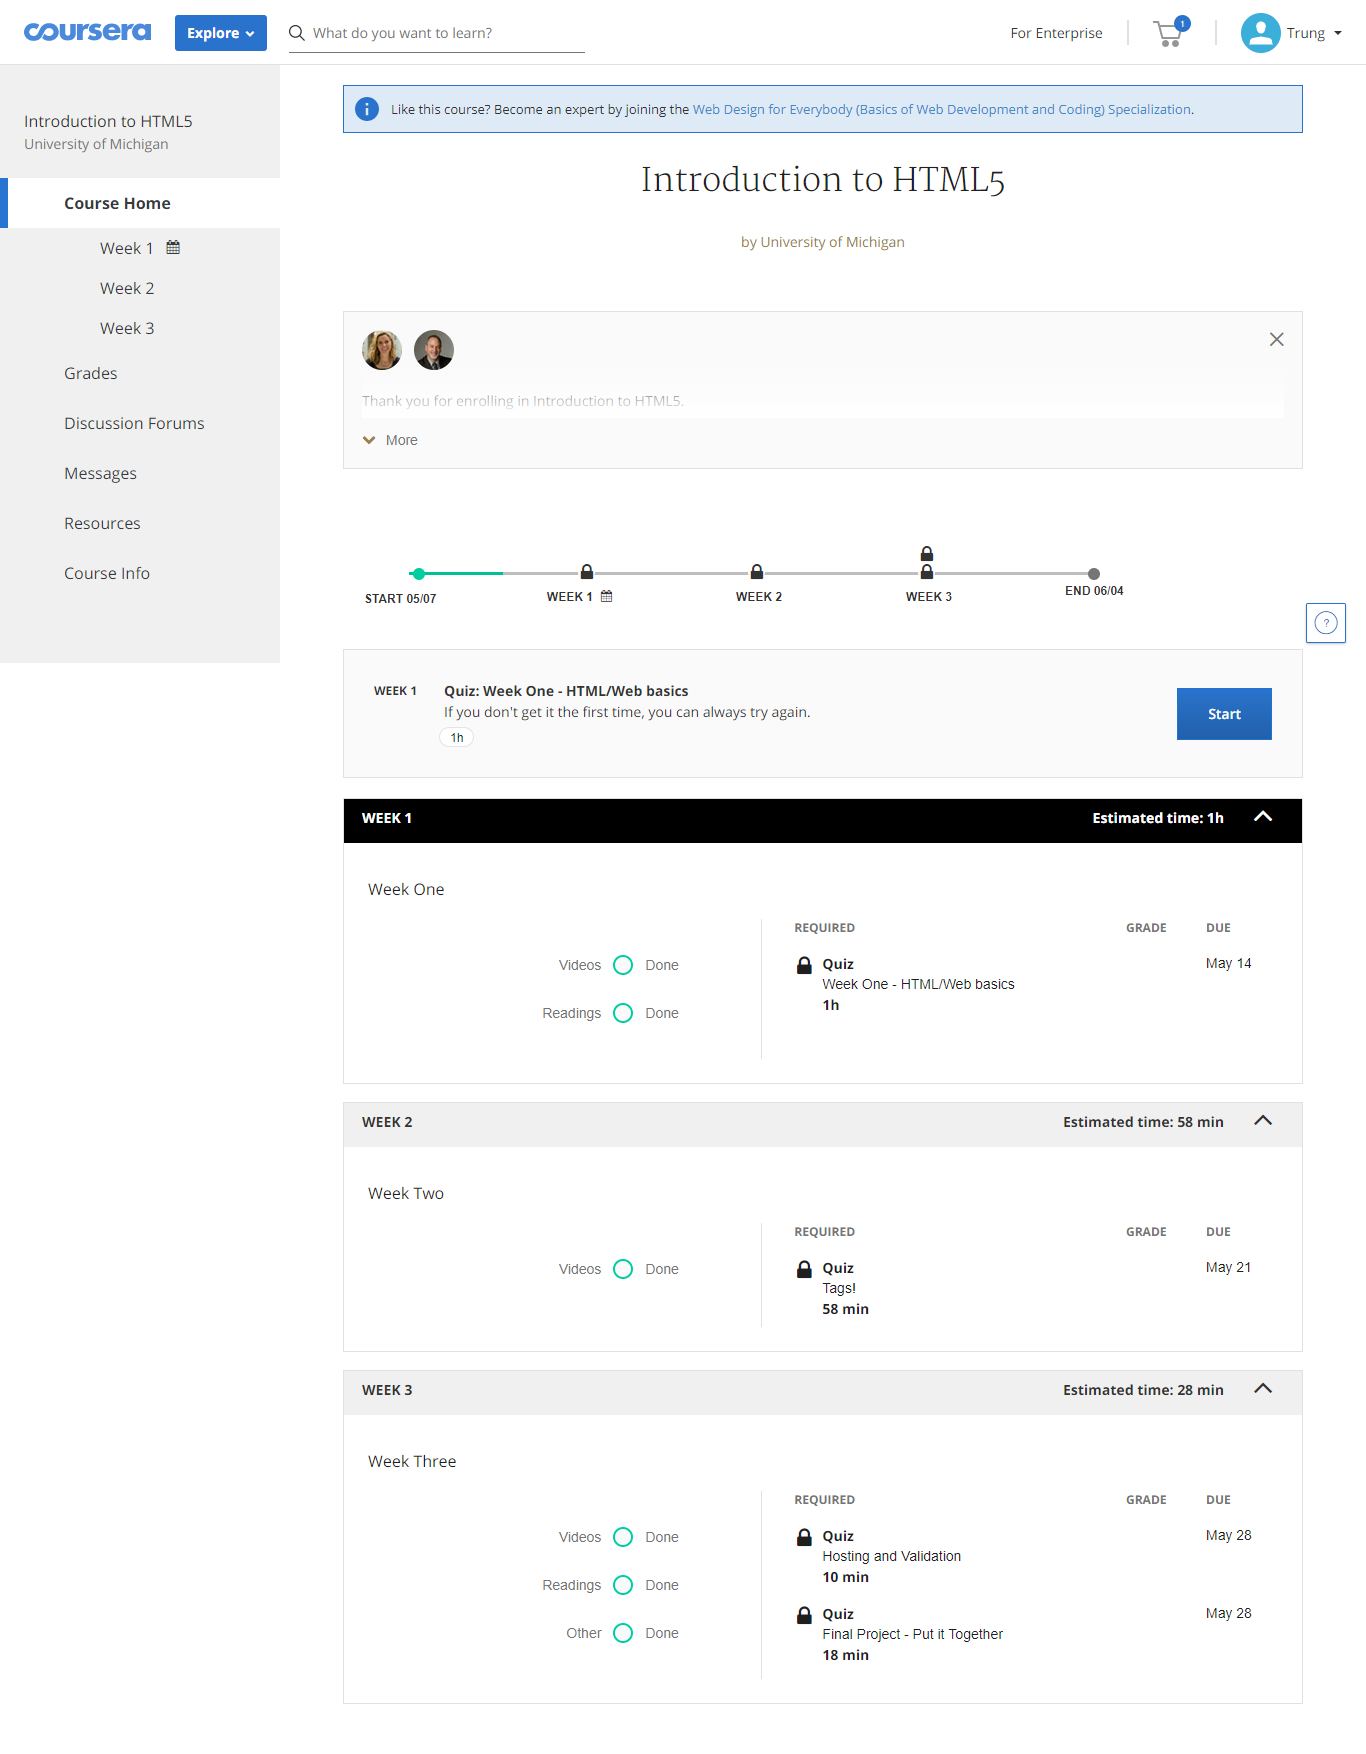 coursera
Explore
What do you want to learn?
For Enterprise
1
Trung
Introduction to HTML5
University of Michigan
Course Home
Week 1
Week 2
Week 3
Grades
Discussion Forums
Messages
Resources
Course Info
Like this course? Become an expert by joining the Web Design for Everybody (Basics of Web Development and Coding) Specialization.
Introduction to HTML5
by University of Michigan
Thank you for enrolling in Introduction to HTML5.
More
START 05/07
WEEK 1
WEEK 2
WEEK 3
END 06/04
?
WEEK 1
Quiz: Week One - HTML/Web basics
If you don't get it the first time, you can always try again.
1h
Start
WEEK 1
Estimated time: 1h
Week One
Videos Done
Readings Done
REQUIRED GRADE DUE
Quiz May 14
Week One - HTML/Web basics
1h
WEEK 2
Estimated time: 58 min
Week Two
Videos Done
REQUIRED GRADE DUE
Quiz May 21
Tags!
58 min
WEEK 3
Estimated time: 28 min
Week Three
Videos Done
Readings Done
Other Done
REQUIRED GRADE DUE
Quiz May 28
Hosting and Validation
10 min
Quiz May 28
Final Project - Put it Together
18 min